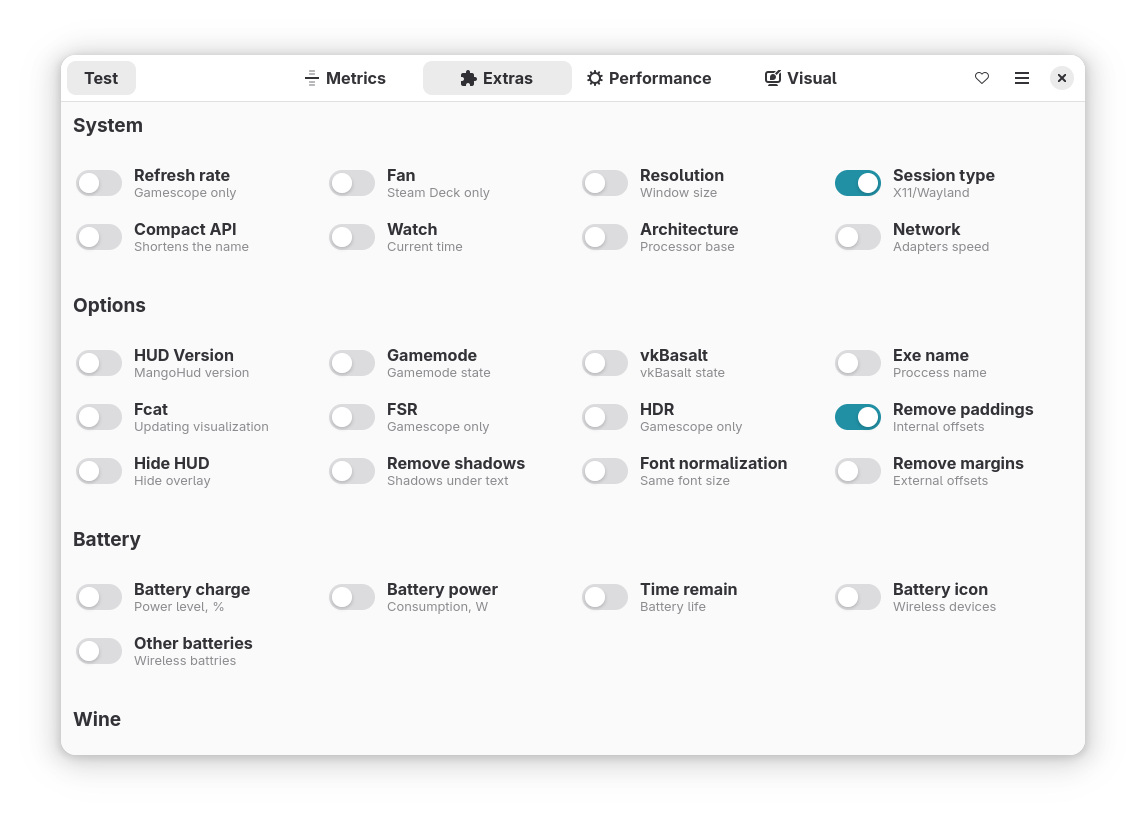 Test
Metrics
Extras
Performance
Visual
System
Refresh rate
Gamescope only
Fan
Steam Deck only
Resolution
Window size
Session type
X11/Wayland
Compact API
Shortens the name
Watch
Current time
Architecture
Processor base
Network
Adapters speed
Options
HUD Version
MangoHud version
Gamemode
Gamemode state
vkBasalt
vkBasalt state
Exe name
Proccess name
Fcat
Updating visualization
FSR
Gamescope only
HDR
Gamescope only
Remove paddings
Internal offsets
Hide HUD
Hide overlay
Remove shadows
Shadows under text
Font normalization
Same font size
Remove margins
External offsets
Battery
Battery charge
Power level, %
Battery power
Consumption, W
Time remain
Battery life
Battery icon
Wireless devices
Other batteries
Wireless battries
Wine